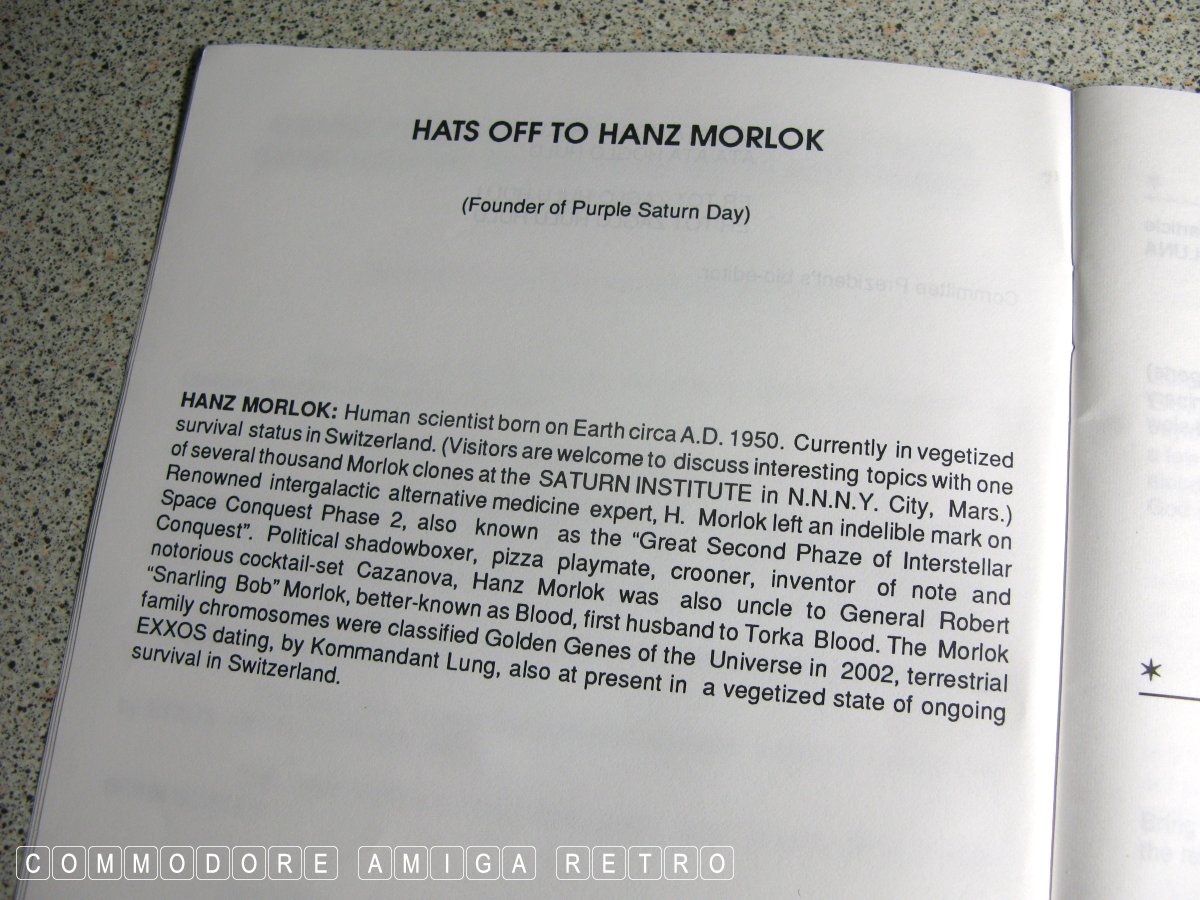 HATS OFF TO HANZ MORLOK
(Founder of Purple Saturn Day)
HANZ MORLOK: Human scientist born on Earth circa A.D. 1950. Currently in vegetized
survival status in Switzerland. (Visitors are welcome to discuss interesting topics with one
of several thousand Morlok clones at the SATURN INSTITUTE in N.N.N.Y. City, Mars.)
Renowned intergalactic alternative medicine expert, H. Morlok left an indelible mark on
Space Conquest Phase 2, also known as the “Great Second Phaze of Interstellar
Conquest”. Political shadowboxer, pizza playmate, crooner, inventor of note and
notorious cocktail-set Cazanova, Hanz Morlok was also uncle to General Robert
“Snarling Bob” Morlok, better-known as Blood, first husband to Torka Blood. The Morlok
family chromosomes were classified Golden Genes of the Universe in 2002, terrestrial
EXXOS dating, by Kommandant Lung, also at present in a vegetized state of ongoing
survival in Switzerland.
*
COMMODORE AMIGA RETRO